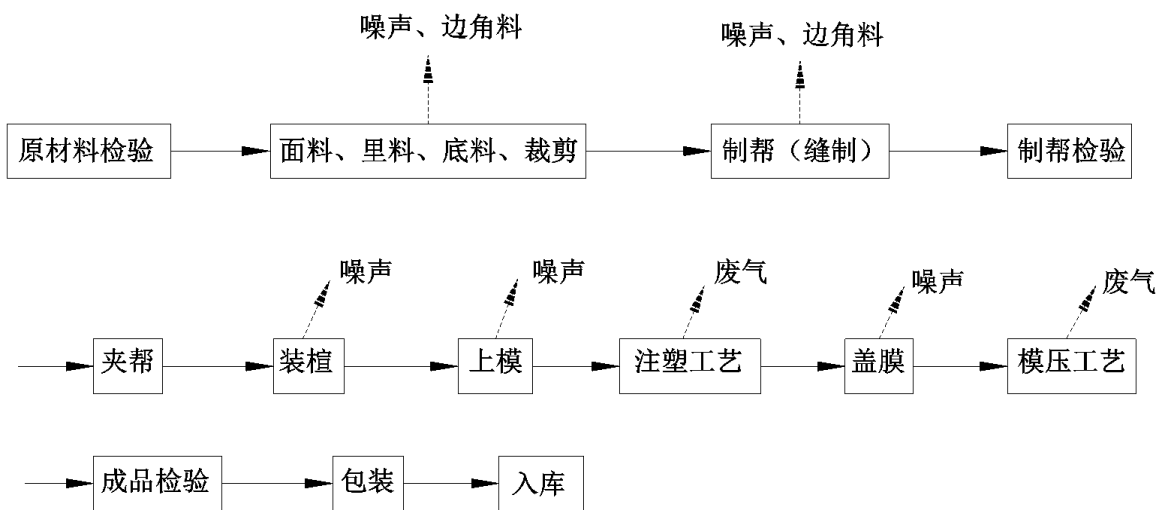 噪声、边角料
噪声、边角料
原材料检验
面料、里料、底料、裁剪
制帮（缝制）
制帮检验
噪声
噪声
废气
噪声
废气
夹帮
装楦
上模
注塑工艺
盖膜
模压工艺
成品检验
包装
入库